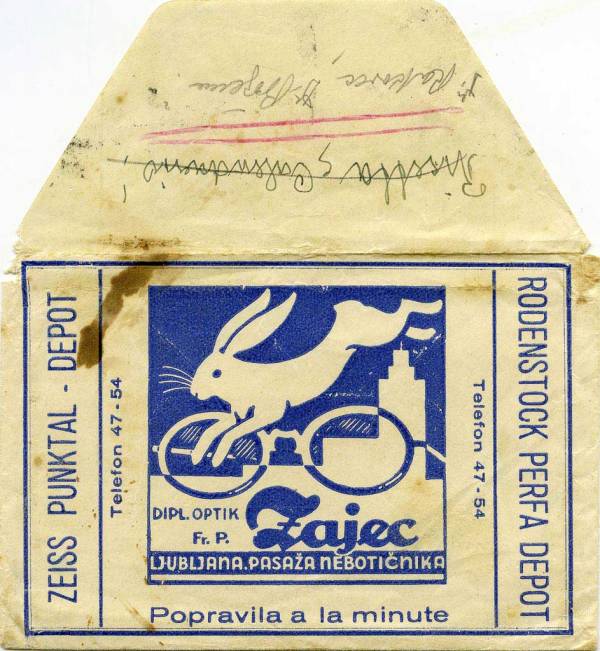 ZEISS PUNKTAL - DEPOT
Telefon 47-54
DIPL. OPTIK
Fr. P. Zajec
LJUBLJANA. PASAŽA NEBOTIČNIKA
Popravila a la minute
Telefon 47-54
RODENSTOCK PERFA DEPOT